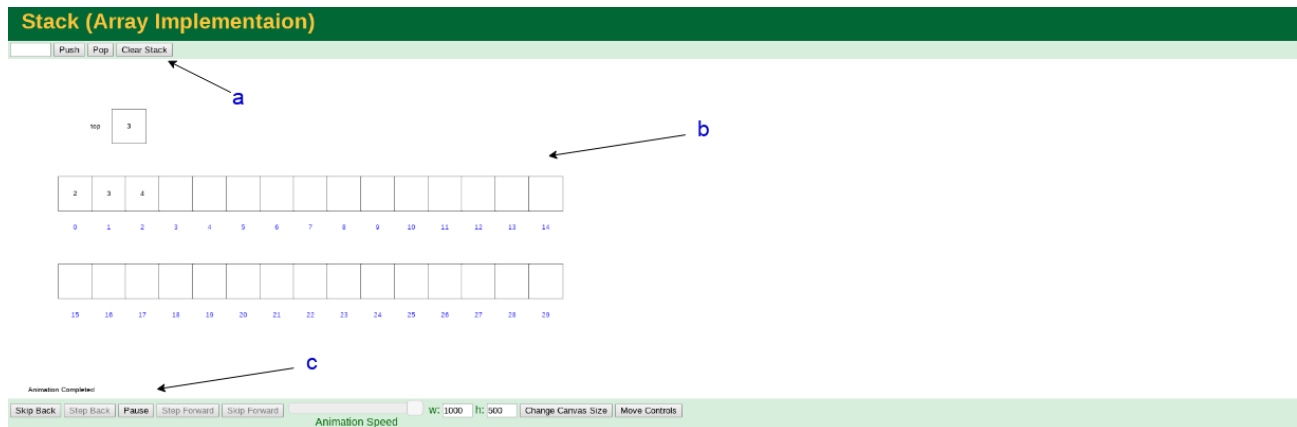 Stack (Array Implementaion)
Push Pop Clear Stack
a
top 3
b
2 3 4
0 1 2 3 4 5 6 7 8 9 10 11 12 13 14
15 16 17 18 19 20 21 22 23 24 25 26 27 28 29
c
Animation Completed
Skip Back Step Back Pause Step Forward Skip Forward w: 1000 h: 500 Change Canvas Size Move Controls
Animation Speed